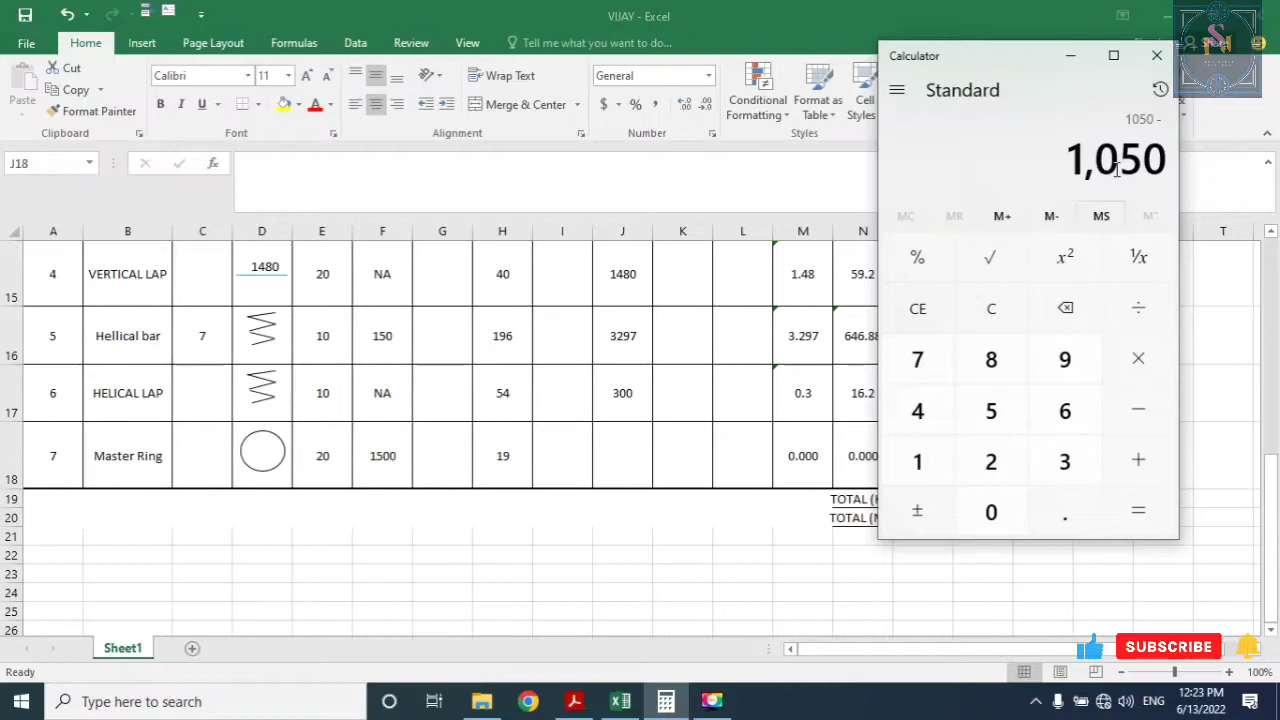 VIJAY - Excel
File Home Insert Page Layout Formulas Data Review View Tell me what you want to do...
Paste
Cut
Copy
Format Painter
Clipboard
Calibri 11
B I U
Font
Wrap Text
Merge & Center
Alignment
General
$ % ,
Number
Conditional Formatting
Format as Table
Cell Styles
Styles
J18
fx
A B C D E F G H I J K L M N T
15 4 VERTICAL LAP 1480 20 NA 40 1480 1.48 59.2
16 5 Hellical bar 7 10 150 196 3297 3.297 646.88
17 6 HELICAL LAP 10 NA 54 300 0.3 16.2
18 7 Master Ring 20 1500 19 0.000 0.000
19 TOTAL (
20 TOTAL (
21
22
23
24
25
26
Calculator
Standard
1050 -
1,050
MC MR M+ M- MS
% √ x² ¹/x
CE C ÷
7 8 9 ×
4 5 6 −
1 2 3 +
± 0 . =
Sheet1
SUBSCRIBE
Ready
100%
Type here to search
ENG
12:23 PM
6/13/2022